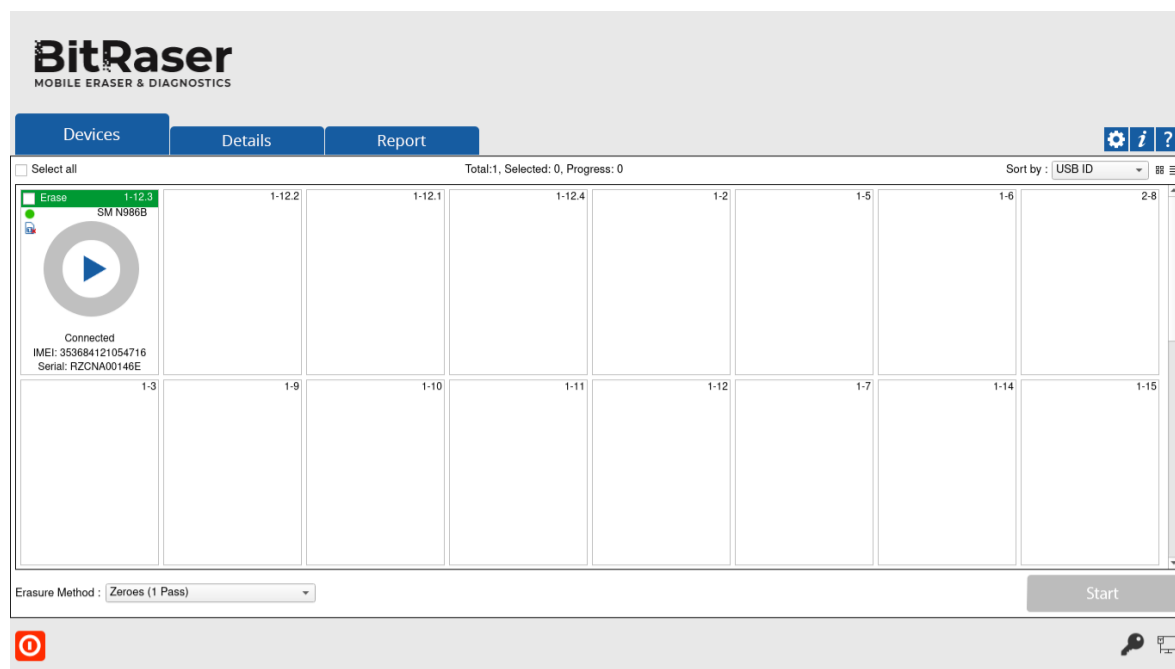 BitRaser
MOBILE ERASER & DIAGNOSTICS
Devices
Details
Report
i
?
Select all
Total:1, Selected: 0, Progress: 0
Sort by : USB ID
Erase 1-12.3
1-12.2
1-12.1
1-12.4
1-2
1-5
1-6
2-8
SM N986B
Connected
IMEI: 353684121054716
Serial: RZCNA00146E
1-3
1-9
1-10
1-11
1-12
1-7
1-14
1-15
Erasure Method : Zeroes (1 Pass)
Start